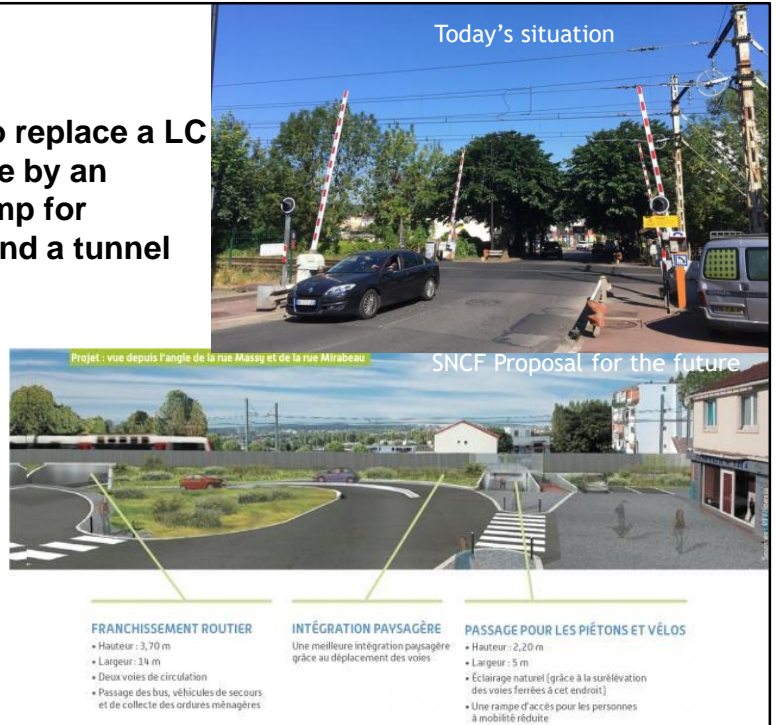 Today's situation
o replace a LC
e by an
mp for
nd a tunnel
Projet : vue depuis l'angle de la rue Massy et de la rue Mirabeau
SNCF Proposal for the future
FRANCHISSEMENT ROUTIER
• Hauteur : 3,70 m
• Largeur : 14 m
• Deux voies de circulation
• Passage des bus, véhicules de secours
et de collecte des ordures ménagères
INTÉGRATION PAYSAGÈRE
Une meilleure intégration paysagère
grâce au déplacement des voies
PASSAGE POUR LES PIÉTONS ET VÉLOS
• Hauteur : 2,20 m
• Largeur : 5 m
• Éclairage naturel (grâce à la surélévation
des voies ferrées à cet endroit)
• Une rampe d'accès pour les personnes
à mobilité réduite